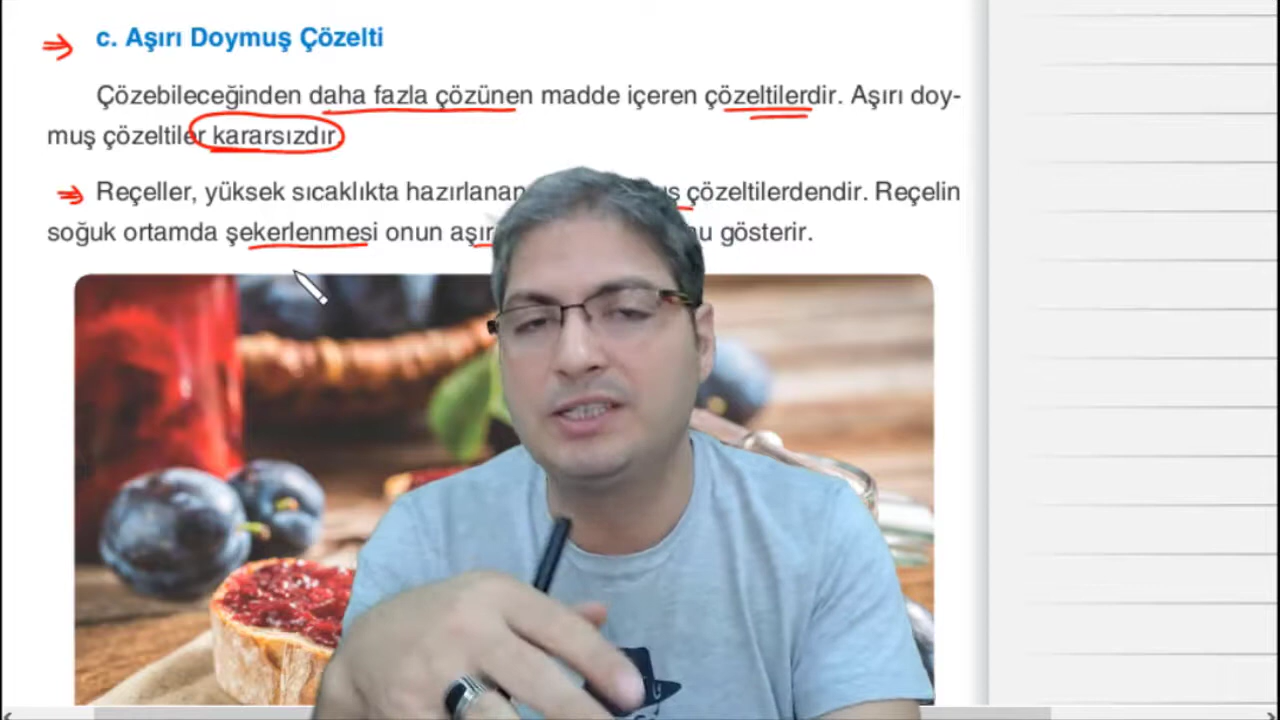 c. Aşırı Doymuş Çözelti
Çözebileceğinden daha fazla çözünen madde içeren çözeltilerdir. Aşırı doy-
muş çözeltiler kararsızdır.
Reçeller, yüksek sıcaklıkta hazırlanan çözeltilerdendir. Reçelin
soğuk ortamda şekerlenmesi onun gösterir.